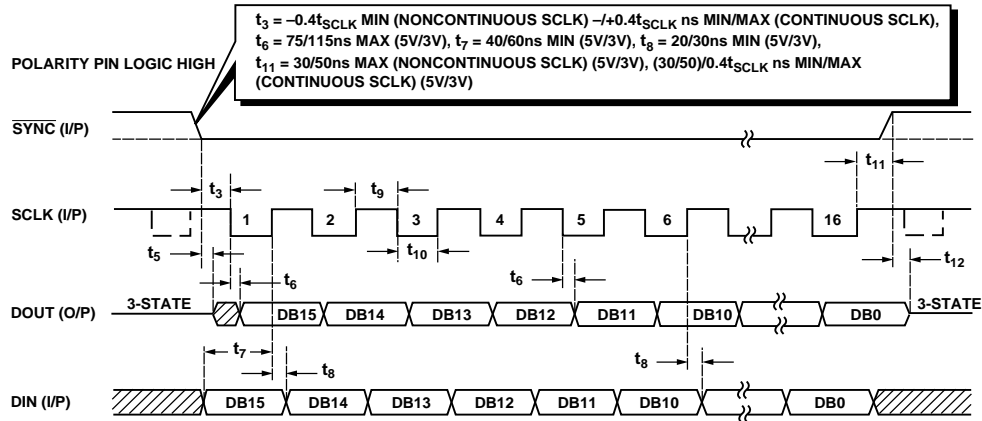 t3 = –0.4tSCLK MIN (NONCONTINUOUS SCLK) –/+0.4tSCLK ns MIN/MAX (CONTINUOUS SCLK),
t6 = 75/115ns MAX (5V/3V), t7 = 40/60ns MIN (5V/3V), t8 = 20/30ns MIN (5V/3V),
t11 = 30/50ns MAX (NONCONTINUOUS SCLK) (5V/3V), (30/50)/0.4tSCLK ns MIN/MAX
(CONTINUOUS SCLK) (5V/3V)
POLARITY PIN LOGIC HIGH
SYNC (I/P)
t3 t9 t11
SCLK (I/P) 1 2 3 4 5 6 16
t5 t10 t12
t6 t6
DOUT (O/P) 3-STATE DB15 DB14 DB13 DB12 DB11 DB10 DB0 3-STATE
t7 t8 t8
DIN (I/P) DB15 DB14 DB13 DB12 DB11 DB10 DB0